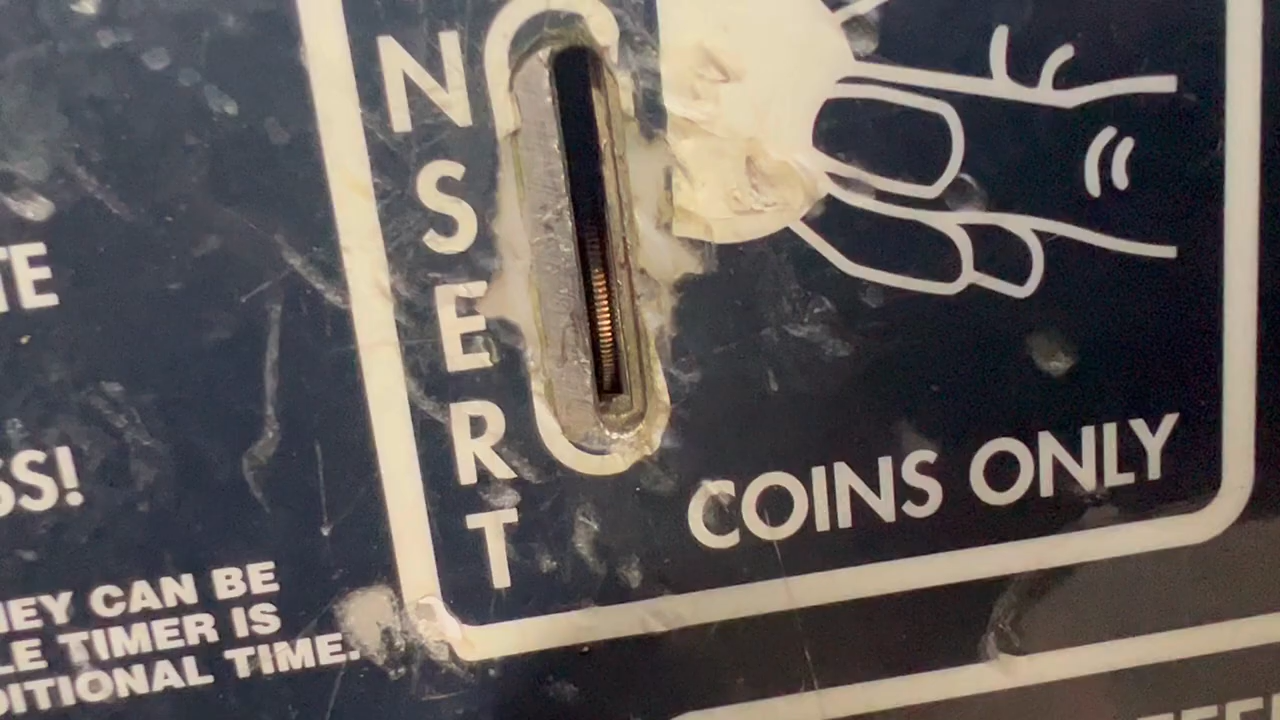 NSERT
TE
SS!
COINS ONLY
HEY CAN BE
LE TIMER IS
DITIONAL TIME.